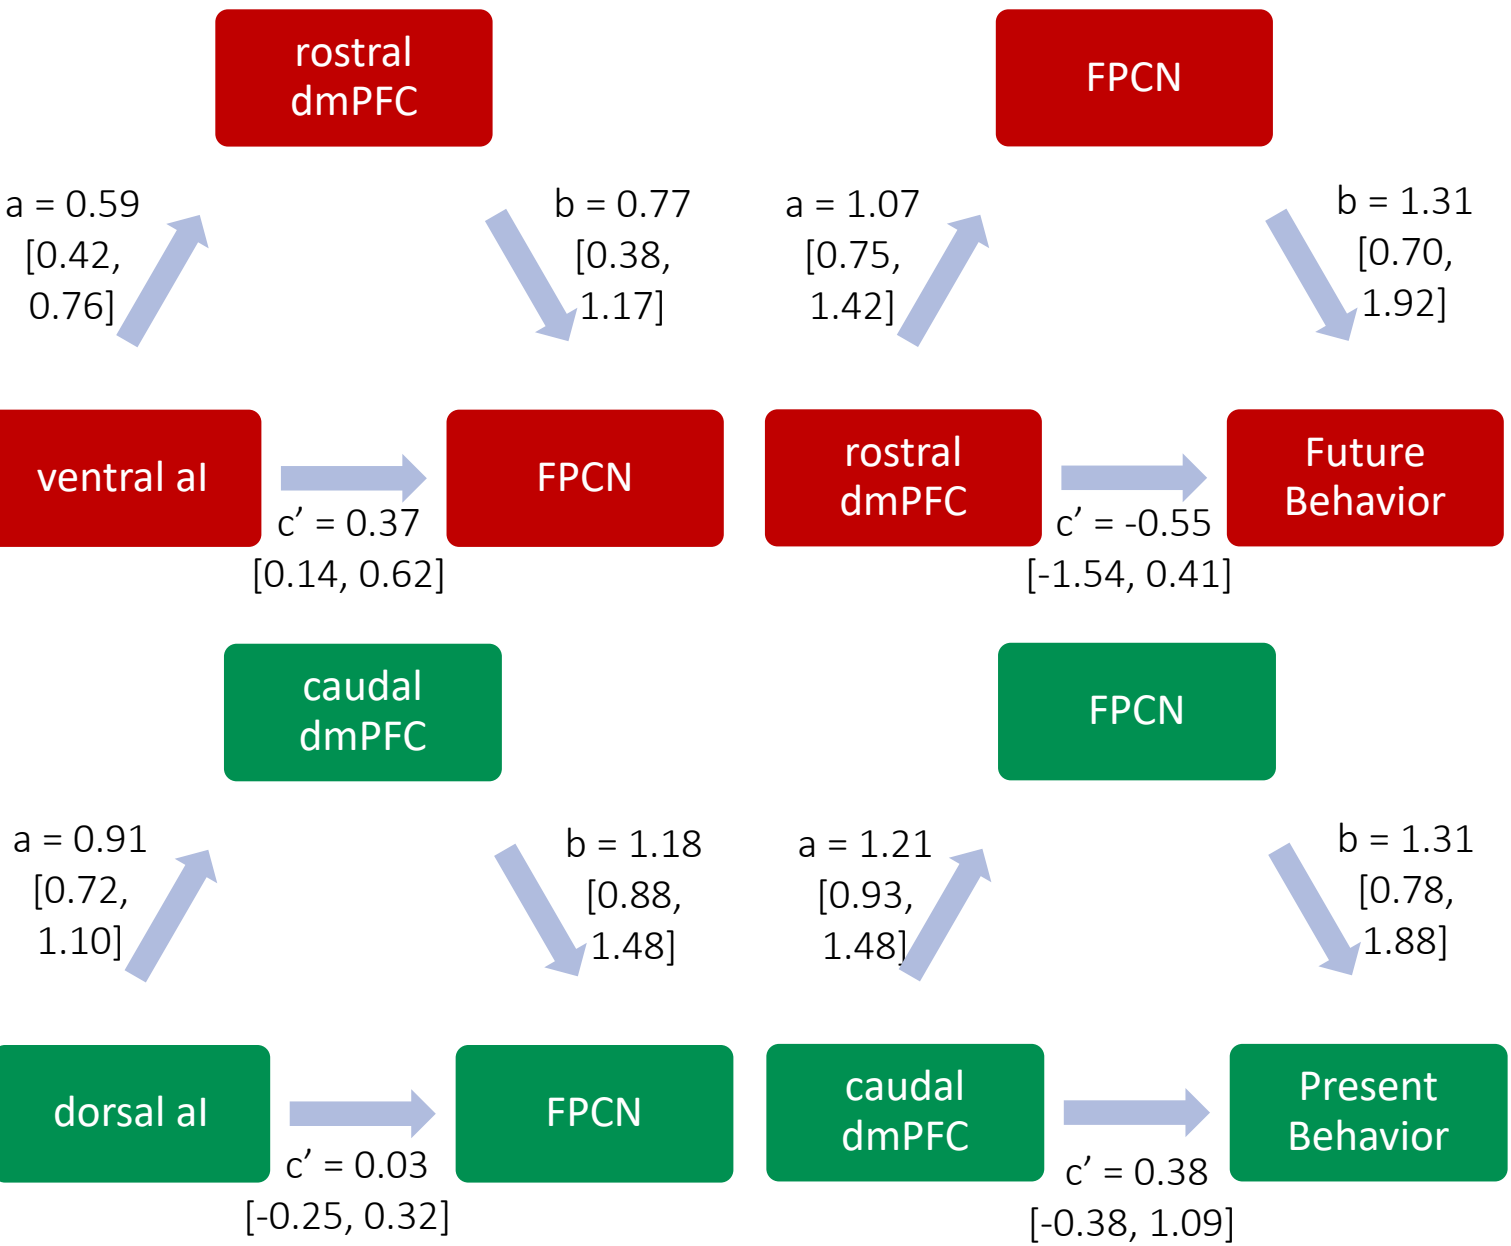 rostral
dmPFC
a = 0.59
[0.42,
0.76]
b = 0.77
[0.38,
1.17]
ventral aI
FPCN
c’ = 0.37
[0.14, 0.62]
FPCN
a = 1.07
[0.75,
1.42]
b = 1.31
[0.70,
1.92]
rostral
dmPFC
Future
Behavior
c’ = -0.55
[-1.54, 0.41]
caudal
dmPFC
a = 0.91
[0.72,
1.10]
b = 1.18
[0.88,
1.48]
dorsal aI
FPCN
c’ = 0.03
[-0.25, 0.32]
FPCN
a = 1.21
[0.93,
1.48]
b = 1.31
[0.78,
1.88]
caudal
dmPFC
Present
Behavior
c’ = 0.38
[-0.38, 1.09]